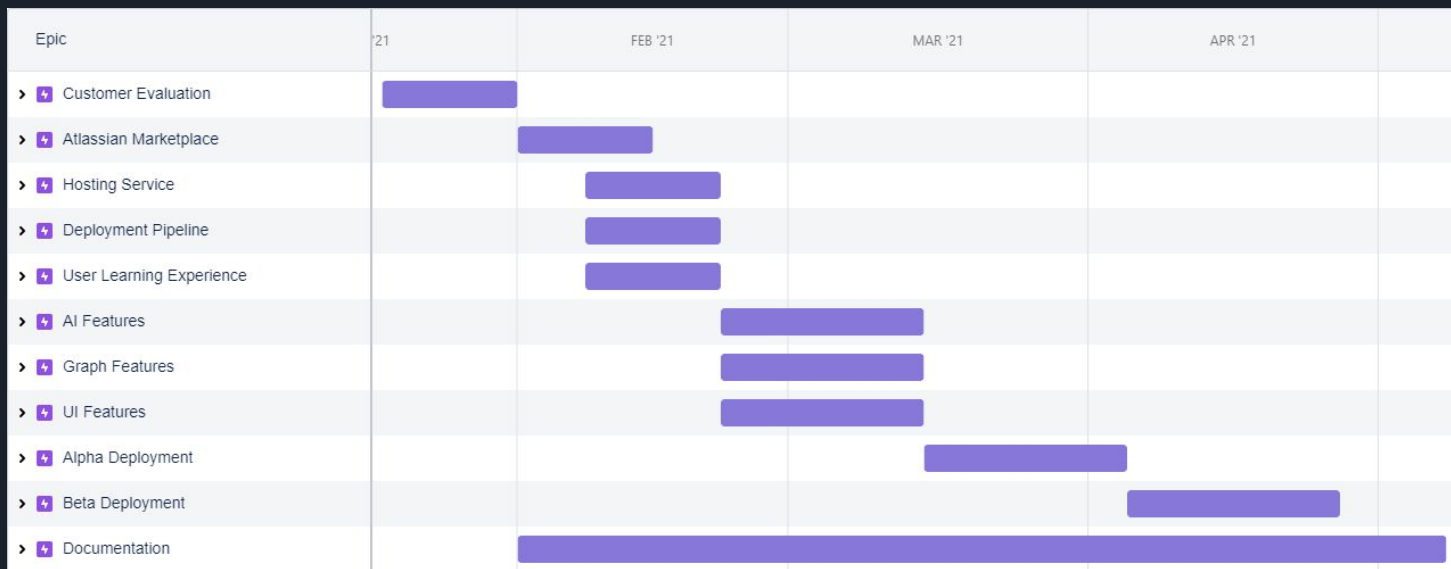 Epic
'21
FEB '21
MAR '21
APR '21
Customer Evaluation
Atlassian Marketplace
Hosting Service
Deployment Pipeline
User Learning Experience
AI Features
Graph Features
UI Features
Alpha Deployment
Beta Deployment
Documentation